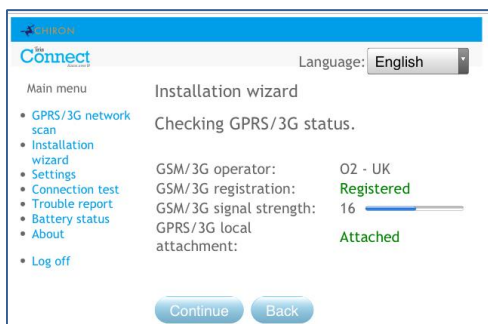 CHIRON
Connect
Language: English
Main menu
GPRS/3G network
scan
Installation
wizard
Settings
Connection test
Trouble report
Battery status
About
Log off
Installation wizard
Checking GPRS/3G status.
GSM/3G operator: O2 - UK
GSM/3G registration: Registered
GSM/3G signal strength: 16
GPRS/3G local
attachment: Attached
Continue Back